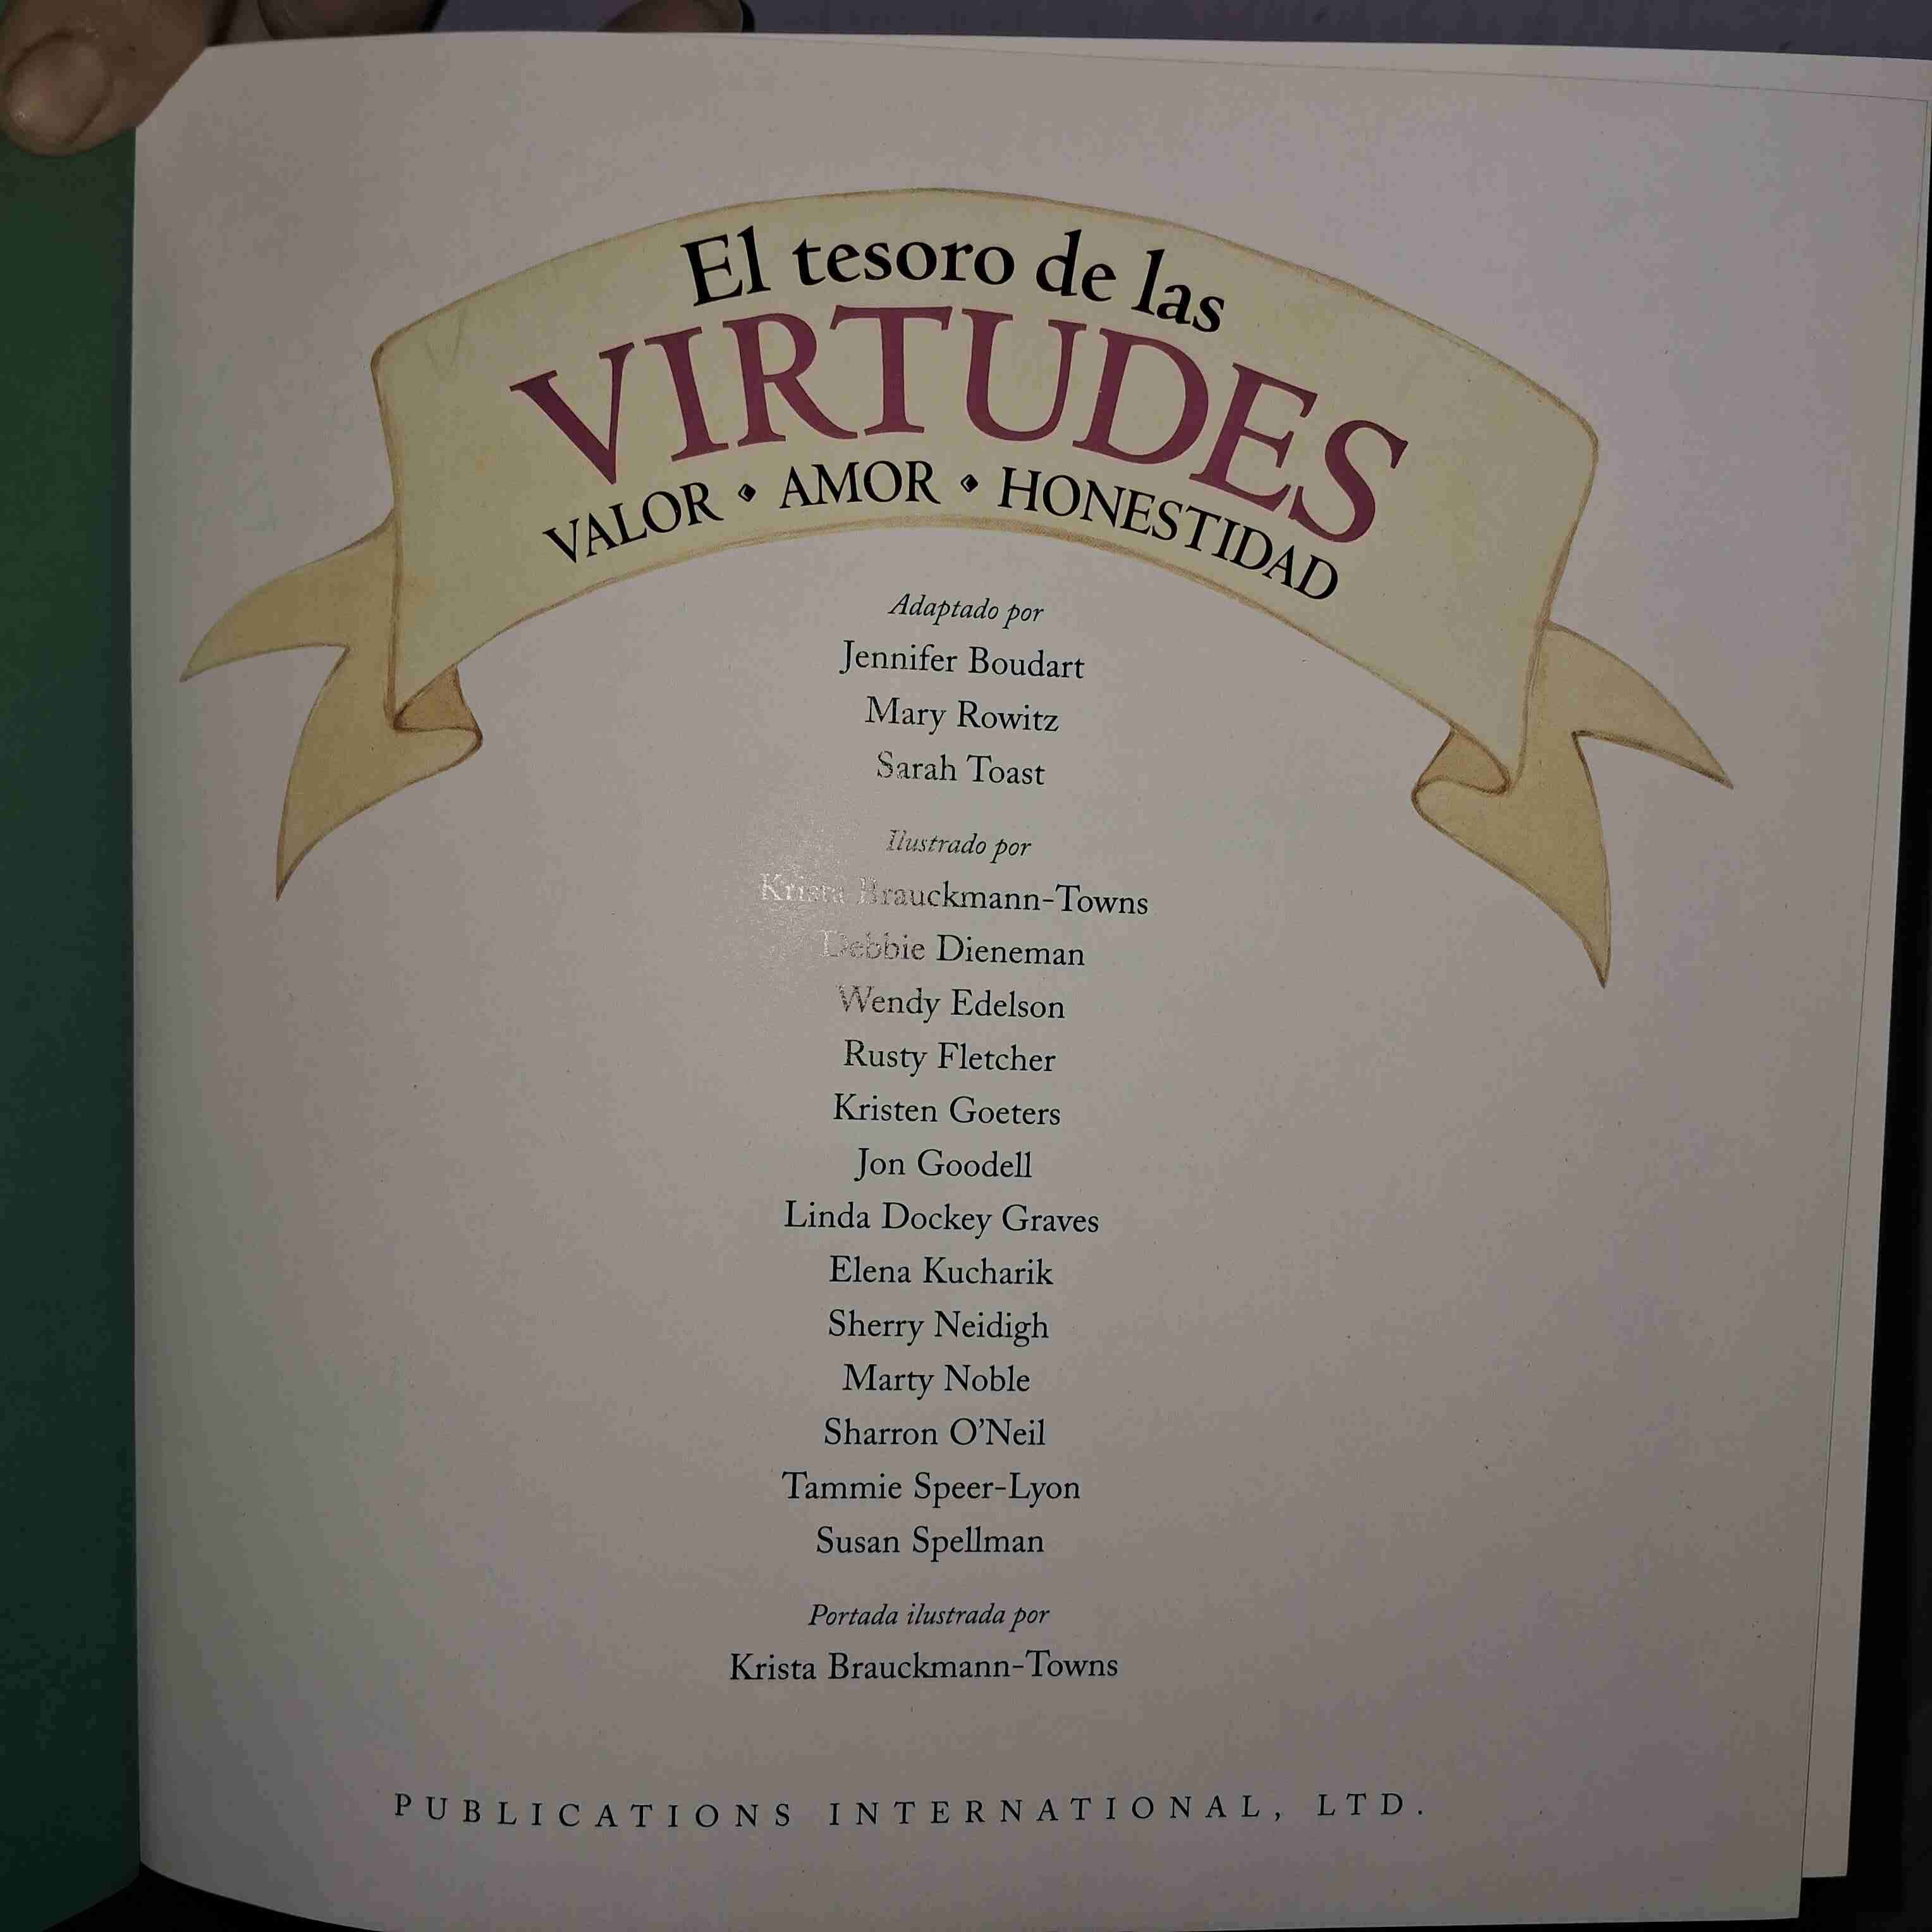 El tesoro de las
VIRTUDES
VALOR • AMOR • HONESTIDAD
Adaptado por
Jennifer Boudart
Mary Rowitz
Sarah Toast
Ilustrado por
Krista Brauckmann-Towns
Debbie Dieneman
Wendy Edelson
Rusty Fletcher
Kristen Goeters
Jon Goodell
Linda Dockey Graves
Elena Kucharik
Sherry Neidigh
Marty Noble
Sharron O'Neil
Tammie Speer-Lyon
Susan Spellman
Portada ilustrada por
Krista Brauckmann-Towns
PUBLICATIONS INTERNATIONAL, LTD.